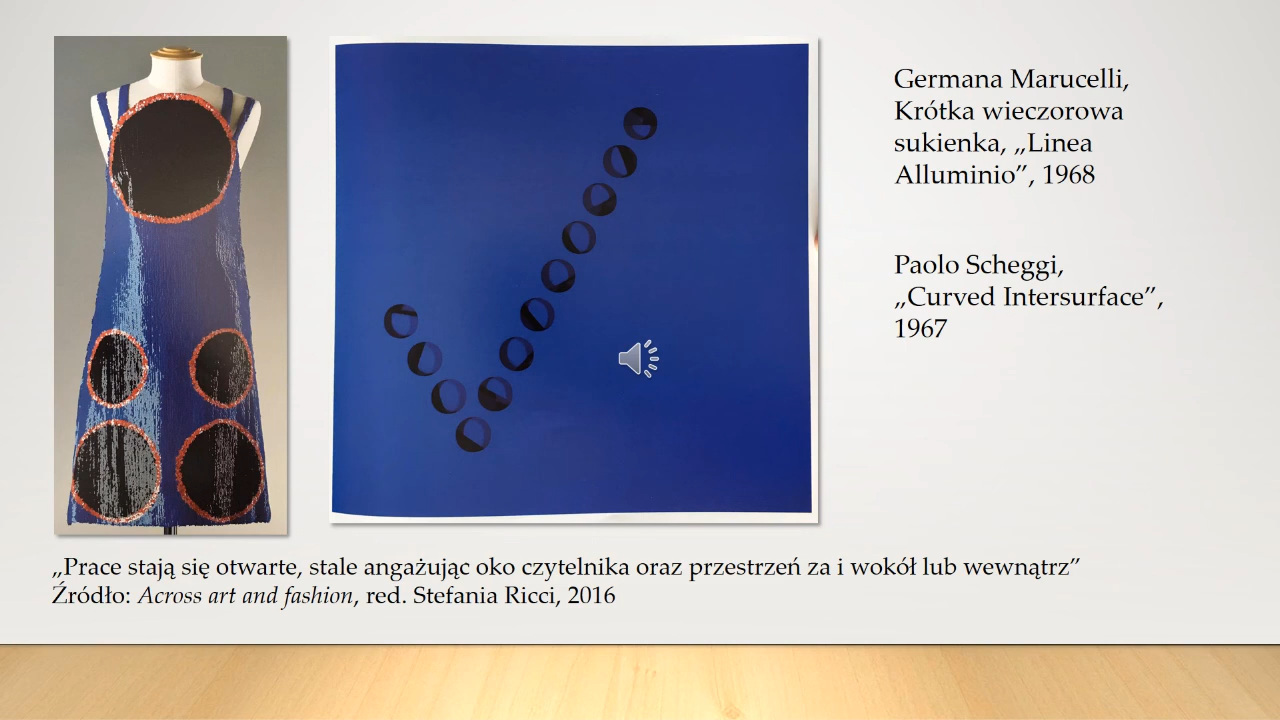 Germana Marucelli,
Krótka wieczorowa
sukienka, „Linea
Alluminio”, 1968
Paolo Scheggi,
„Curved Intersurface”,
1967
„Prace stają się otwarte, stale angażując oko czytelnika oraz przestrzeń za i wokół lub wewnątrz”
Źródło: Across art and fashion, red. Stefania Ricci, 2016